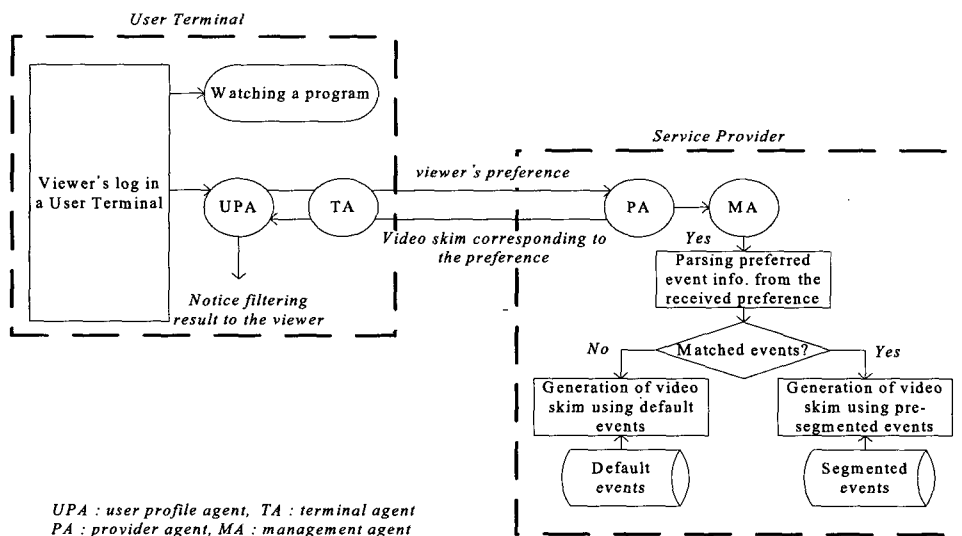 User Terminal
Watching a program
Service Provider
Viewer's log in
a User Terminal
UPA
TA
viewer's preference
Video skim corresponding to
the preference
PA
MA
Yes
Notice filtering
result to the viewer
Parsing preferred
event info. from the
received preference
Matched events?
No
Yes
Generation of video
skim using default
events
Generation of video
skim using pre-
segmented events
Default
events
Segmented
events
UPA : user profile agent, TA : terminal agent
PA : provider agent, MA : management agent